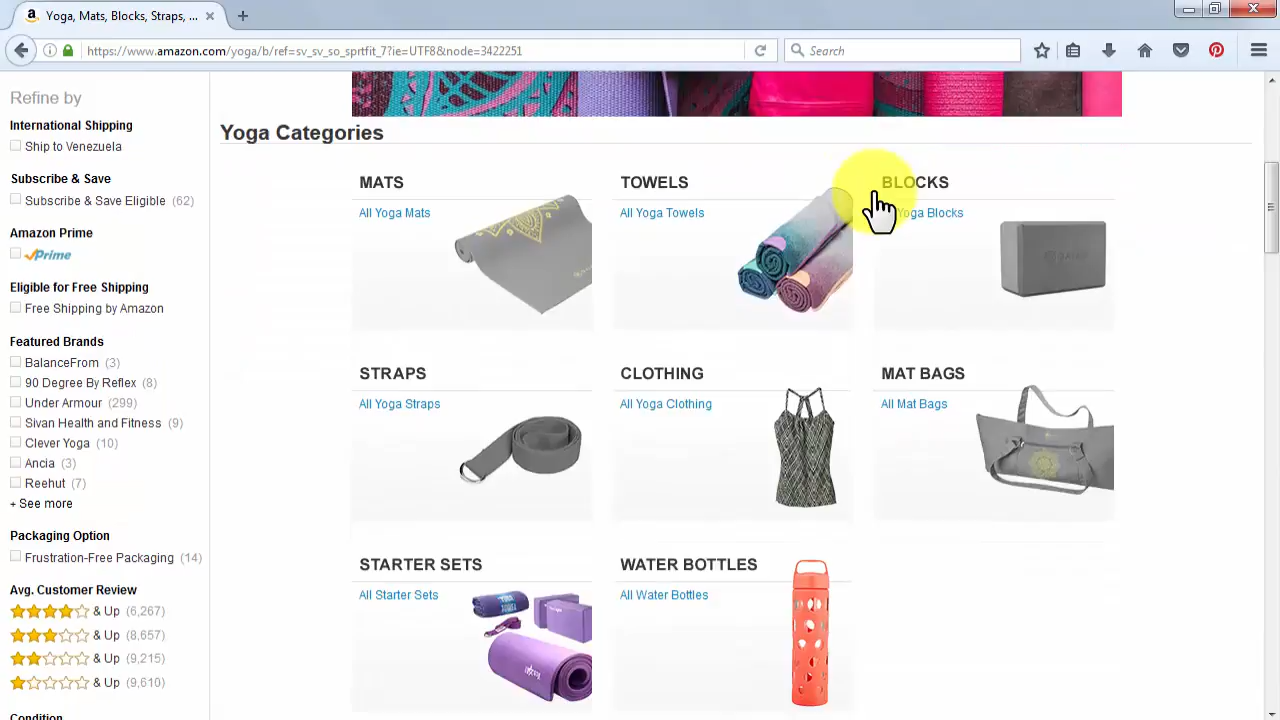 Yoga, Mats, Blocks, Straps, ...
https://www.amazon.com/yoga/b/ref=sv_sv_so_sprtfit_7?ie=UTF8&node=3422251
Search
Refine by
International Shipping
Ship to Venezuela
Subscribe & Save
Subscribe & Save Eligible (62)
Amazon Prime
Prime
Eligible for Free Shipping
Free Shipping by Amazon
Featured Brands
BalanceFrom (3)
90 Degree By Reflex (8)
Under Armour (299)
Sivan Health and Fitness (9)
Clever Yoga (10)
Ancia (3)
Reehut (7)
+ See more
Packaging Option
Frustration-Free Packaging (14)
Avg. Customer Review
& Up (6,267)
& Up (8,657)
& Up (9,215)
& Up (9,610)
Condition
Yoga Categories
MATS
All Yoga Mats
TOWELS
All Yoga Towels
BLOCKS
Yoga Blocks
STRAPS
All Yoga Straps
CLOTHING
All Yoga Clothing
MAT BAGS
All Mat Bags
STARTER SETS
All Starter Sets
WATER BOTTLES
All Water Bottles